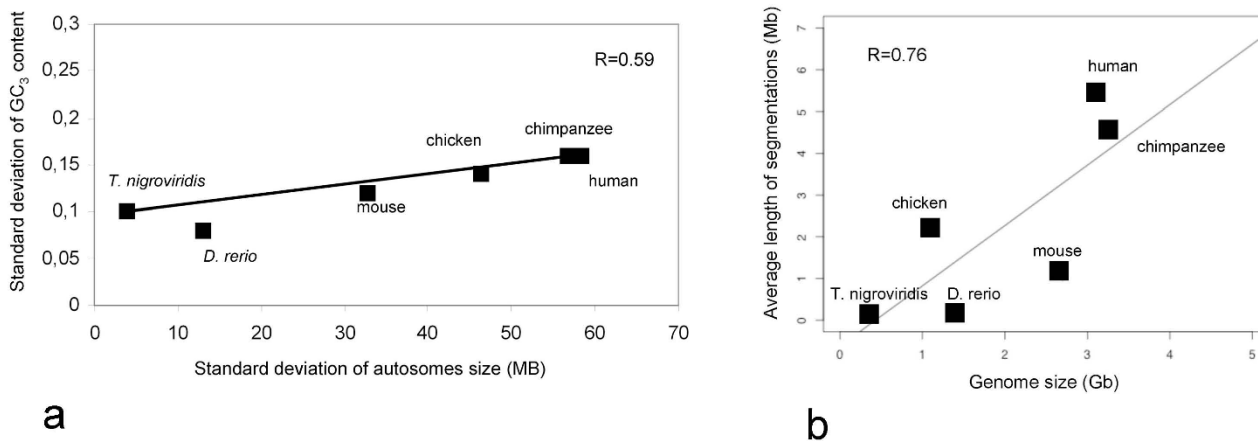 0,3
0,25
0,2
0,15
0,1
0,05
0
Standard deviation of GC3 content
R=0.59
T. nigroviridis
D. rerio
mouse
chicken
chimpanzee
human
0 10 20 30 40 50 60 70
Standard deviation of autosomes size (MB)
a
7
6
5
4
3
2
1
0
Average length of segmentations (Mb)
R=0.76
human
chimpanzee
chicken
mouse
T. nigroviridis
D. rerio
0 1 2 3 4 5
Genome size (Gb)
b